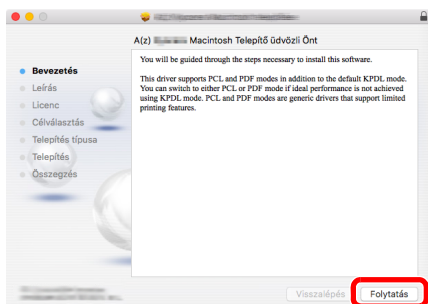 A(z) Macintosh Telepítő üdvözli Önt
Bevezetés
Leírás
Licenc
Célválasztás
Telepítés típusa
Telepítés
Összegzés
You will be guided through the steps necessary to install this software.
This driver supports PCL and PDF modes in addition to the default KPDL mode.
You can switch to either PCL or PDF mode if ideal performance is not achieved
using KPDL mode. PCL and PDF modes are generic drivers that support limited
printing features.
Visszalépés
Folytatás